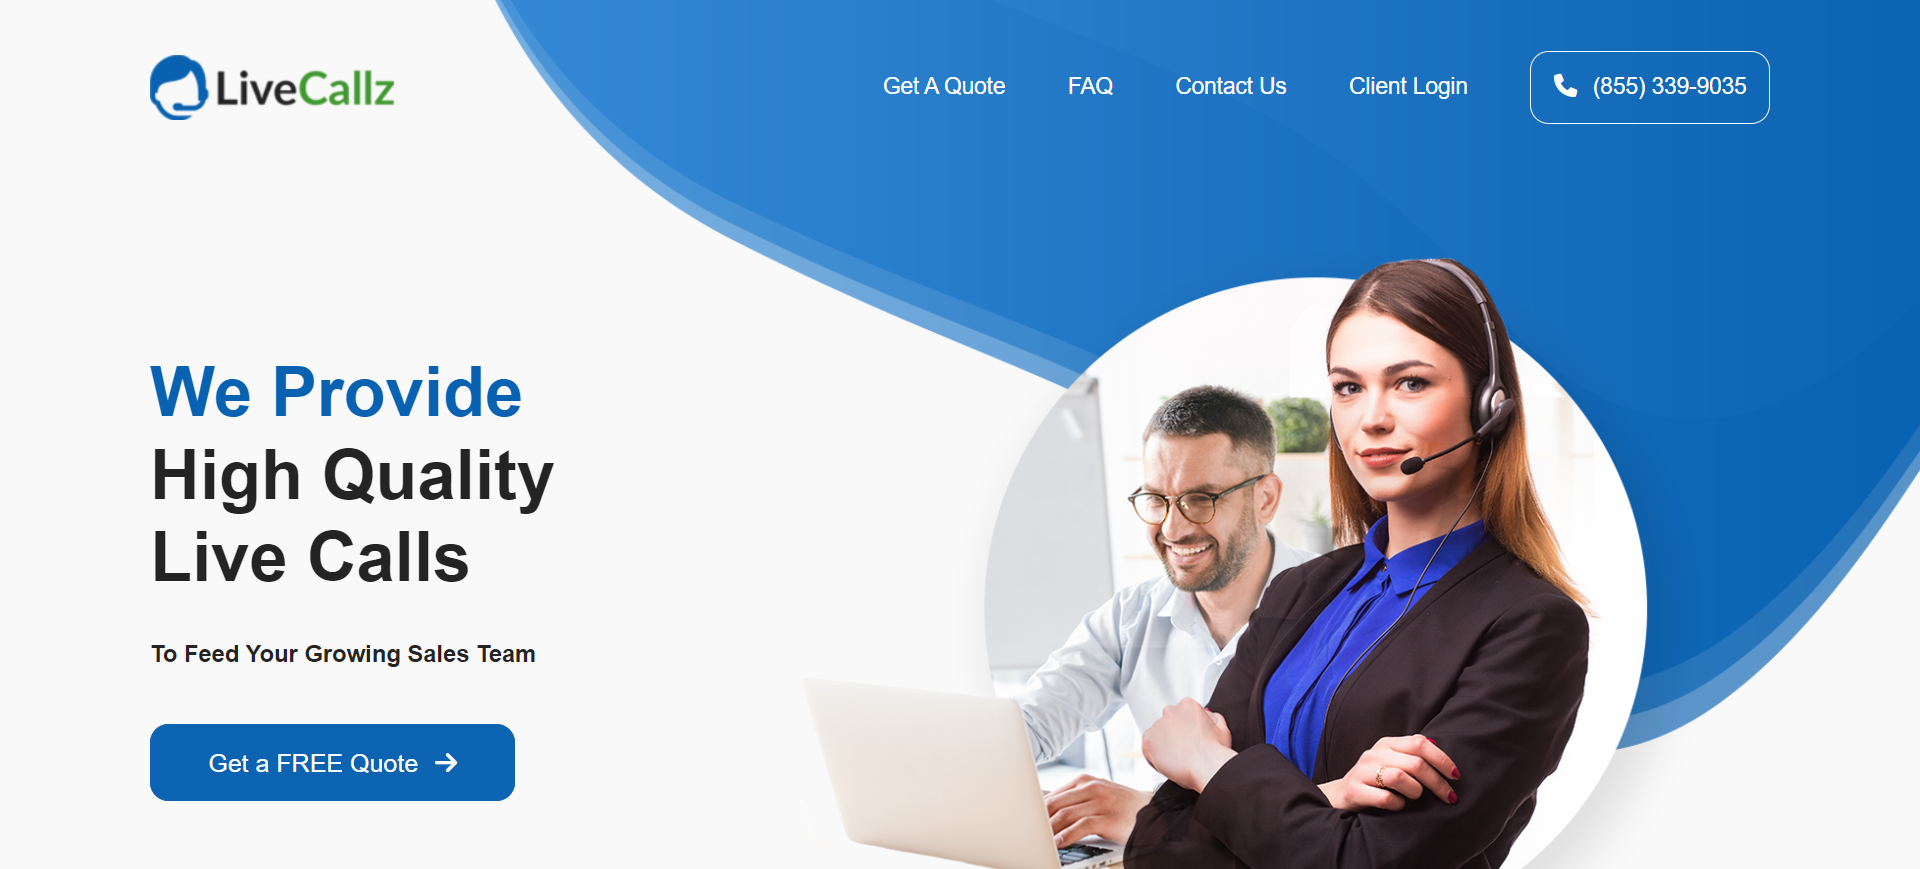 LiveCallz
Get A Quote
FAQ
Contact Us
Client Login
(855) 339-9035
We Provide
High Quality
Live Calls
To Feed Your Growing Sales Team
Get a FREE Quote